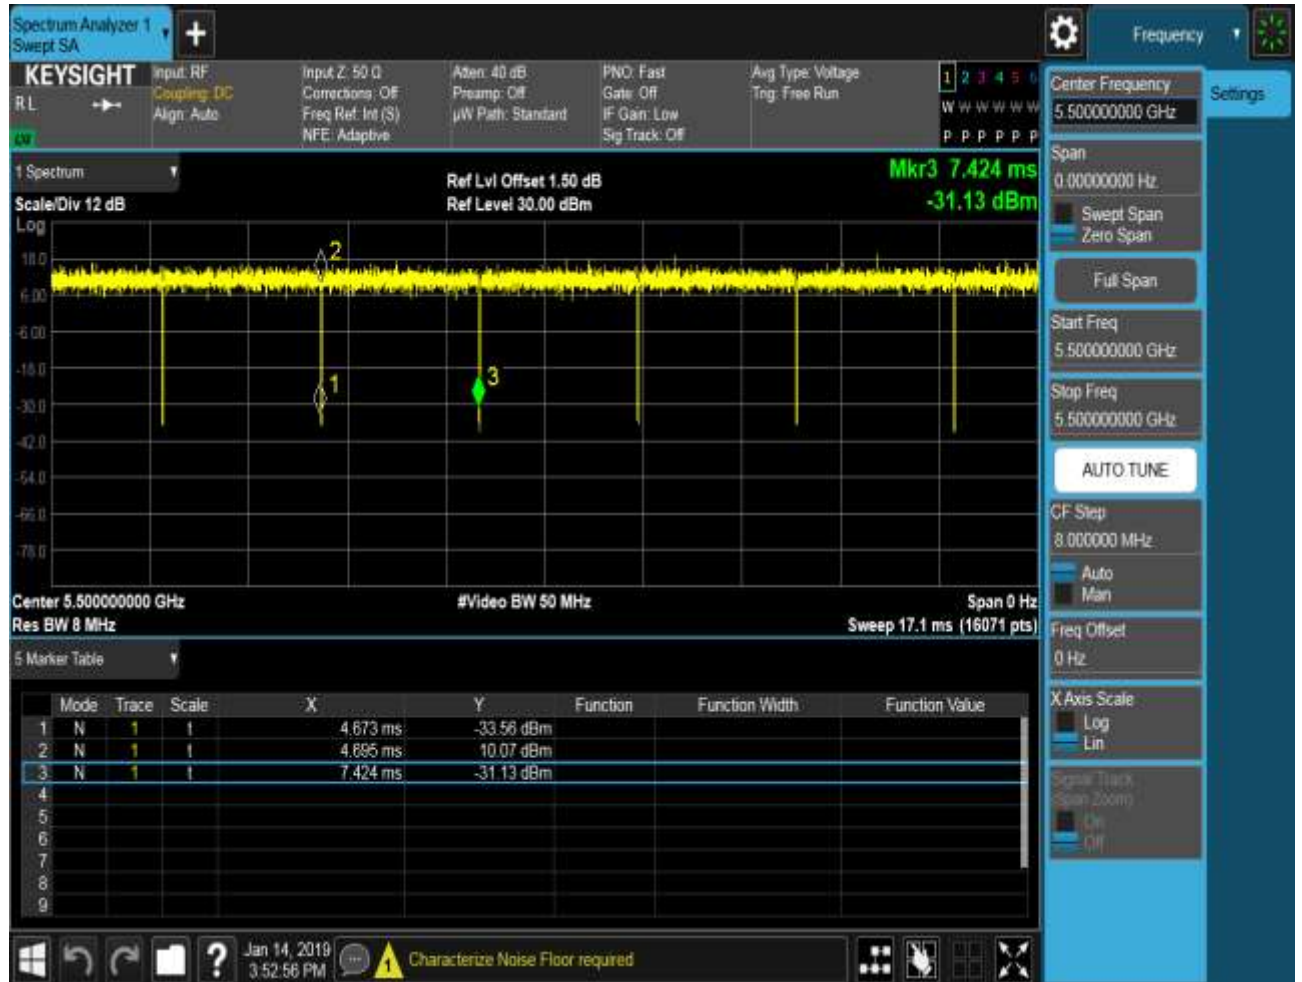 Spectrum Analyzer 1
Swept SA
Frequency
KEYSIGHT
RL
Input: RF
Coupling: DC
Align: Auto
Input Z: 50 Ω
Corrections: Off
Freq Ref: Int (S)
NFE: Adaptive
Atten: 40 dB
Preamp: Off
µW Path: Standard
PNO: Fast
Gate: Off
IF Gain: Low
Sig Track: Off
Avg Type: Voltage
Trig: Free Run
1 2 3 4 5 6
W W W W W W
P P P P P P
1 Spectrum
Scale/Div 12 dB
Ref Lvl Offset 1.50 dB
Ref Level 30.00 dBm
Mkr3 7.424 ms
-31.13 dBm
Log
18.0
6.00
-6.00
-18.0
-30.0
-42.0
-54.0
-66.0
-78.0
2
1
3
Center 5.500000000 GHz
#Video BW 50 MHz
Span 0 Hz
Res BW 8 MHz
Sweep 17.1 ms (16071 pts)
5 Marker Table
Mode Trace Scale X Y Function Function Width Function Value
1 N 1 t 4.673 ms -33.56 dBm
2 N 1 t 4.695 ms 10.07 dBm
3 N 1 t 7.424 ms -31.13 dBm
4
5
6
7
8
9
Jan 14, 2019
3:52:56 PM
Characterize Noise Floor required
Center Frequency
5.500000000 GHz
Settings
Span
0.00000000 Hz
Swept Span
Zero Span
Full Span
Start Freq
5.500000000 GHz
Stop Freq
5.500000000 GHz
AUTO TUNE
CF Step
8.000000 MHz
Auto
Man
Freq Offset
0 Hz
X Axis Scale
Log
Lin
Signal Track
(Span Zoom)
On
Off